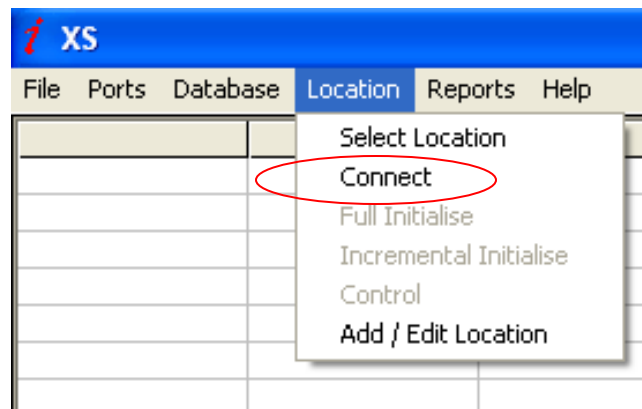 i XS
File Ports Database Location Reports Help
Select Location
Connect
Full Initialise
Incremental Initialise
Control
Add / Edit Location